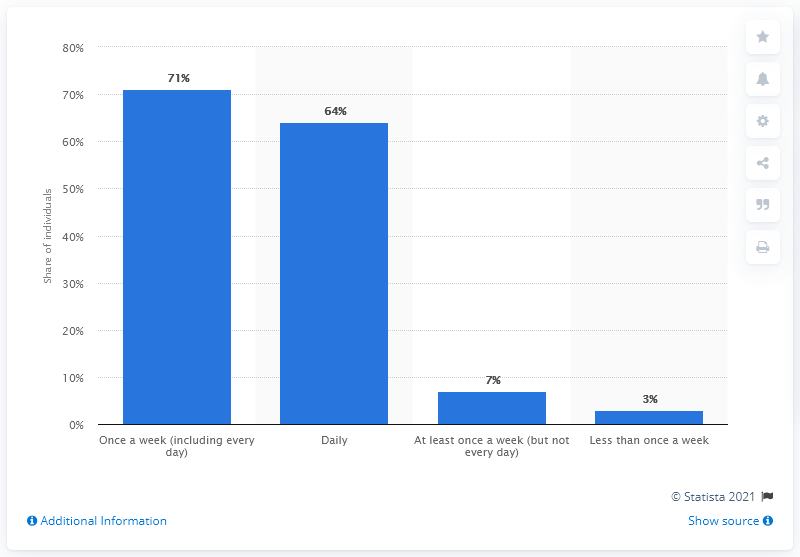 80%
70%
60%
50%
40%
30%
20%
10%
0%
Share of individuals
71%
64%
7%
3%
Once a week (including every
day)
Daily
At least once a week (but not
every day)
Less than once a week
© Statista 2021
Additional Information
Show source